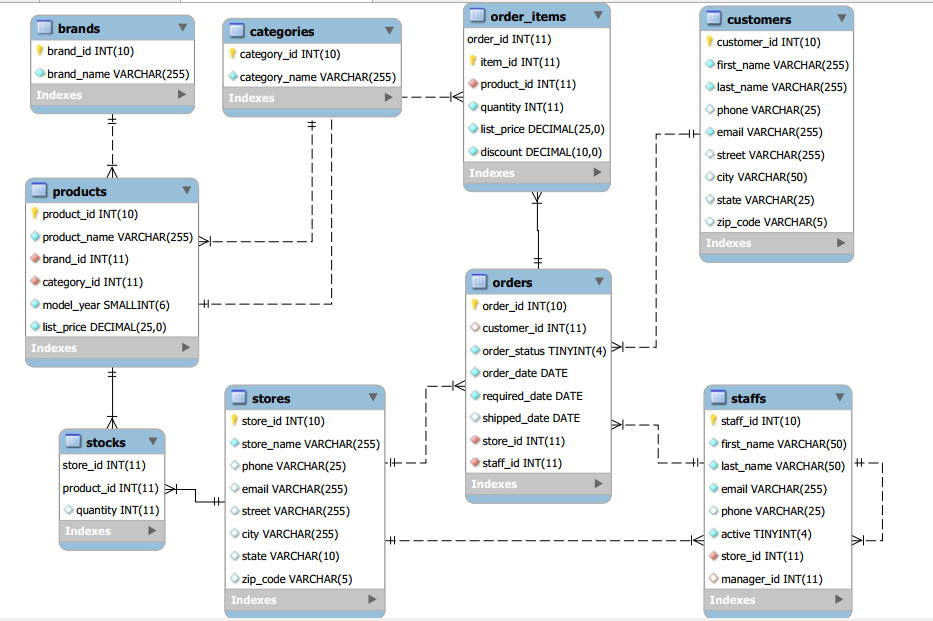 brands
brand_id INT(10)
brand_name VARCHAR(255)
Indexes
categories
category_id INT(10)
category_name VARCHAR(255)
Indexes
order_items
order_id INT(11)
item_id INT(11)
product_id INT(11)
quantity INT(11)
list_price DECIMAL(25,0)
discount DECIMAL(10,0)
Indexes
customers
customer_id INT(10)
first_name VARCHAR(255)
last_name VARCHAR(255)
phone VARCHAR(25)
email VARCHAR(255)
street VARCHAR(255)
city VARCHAR(50)
state VARCHAR(25)
zip_code VARCHAR(5)
Indexes
products
product_id INT(10)
product_name VARCHAR(255)
brand_id INT(11)
category_id INT(11)
model_year SMALLINT(6)
list_price DECIMAL(25,0)
Indexes
orders
order_id INT(10)
customer_id INT(11)
order_status TINYINT(4)
order_date DATE
required_date DATE
shipped_date DATE
store_id INT(11)
staff_id INT(11)
Indexes
stocks
store_id INT(11)
product_id INT(11)
quantity INT(11)
Indexes
stores
store_id INT(10)
store_name VARCHAR(255)
phone VARCHAR(25)
email VARCHAR(255)
street VARCHAR(255)
city VARCHAR(255)
state VARCHAR(10)
zip_code VARCHAR(5)
Indexes
staffs
staff_id INT(10)
first_name VARCHAR(50)
last_name VARCHAR(50)
email VARCHAR(255)
phone VARCHAR(25)
active TINYINT(4)
store_id INT(11)
manager_id INT(11)
Indexes